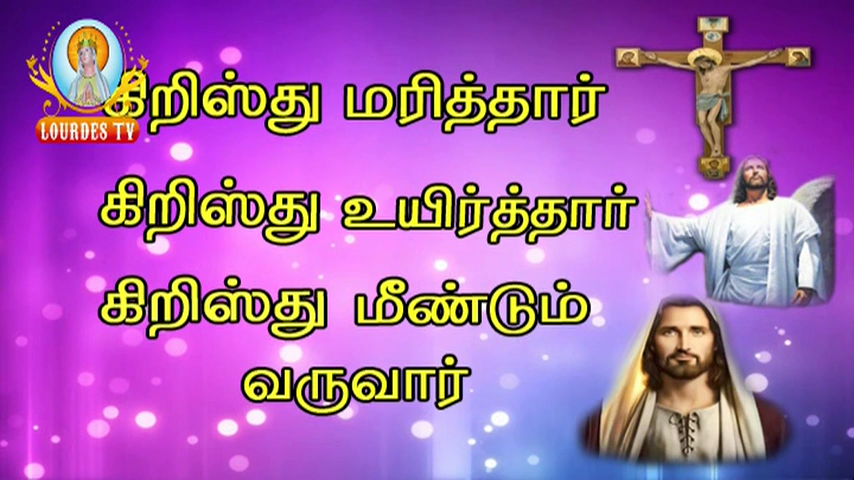 LOURDES TV
கிறிஸ்து மரித்தார்
கிறிஸ்து உயிர்த்தார்
கிறிஸ்து மீண்டும்
வருவார்